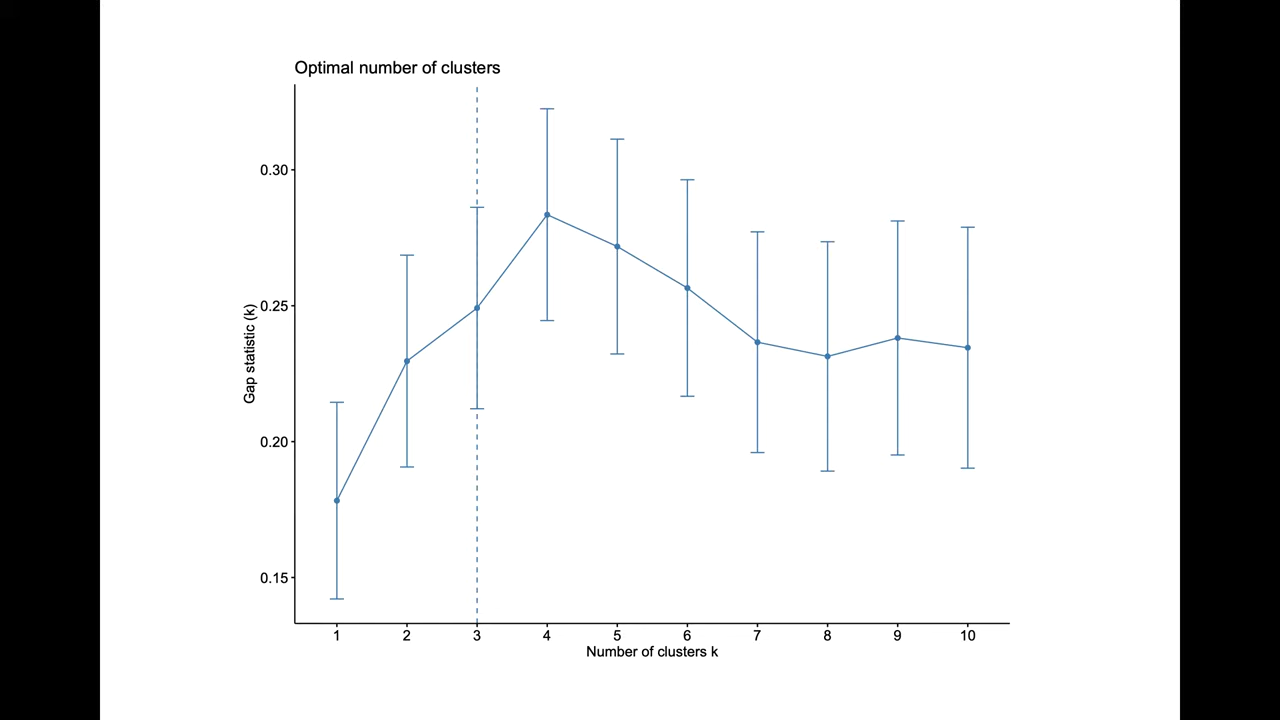 Optimal number of clusters
0.30
0.25
0.20
0.15
Gap statistic (k)
1 2 3 4 5 6 7 8 9 10
Number of clusters k